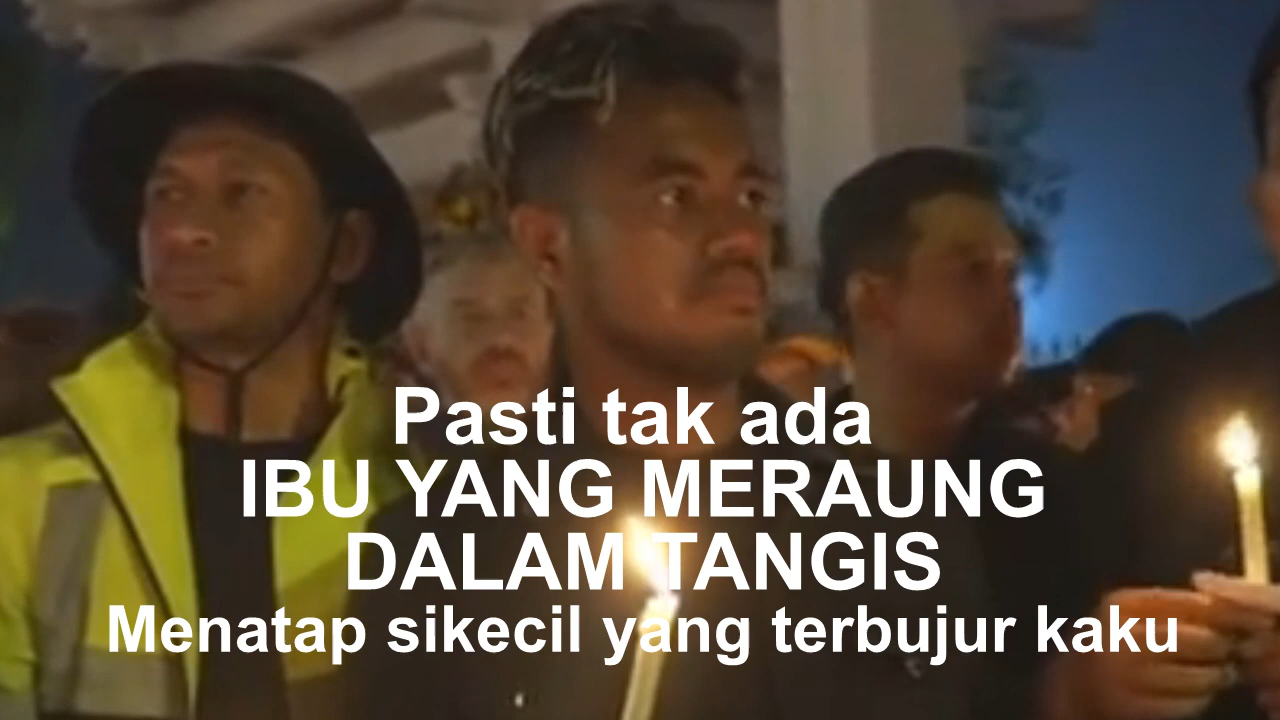 Pasti tak ada
IBU YANG MERAUNG
DALAM TANGIS
Menatap sikecil yang terbujur kaku